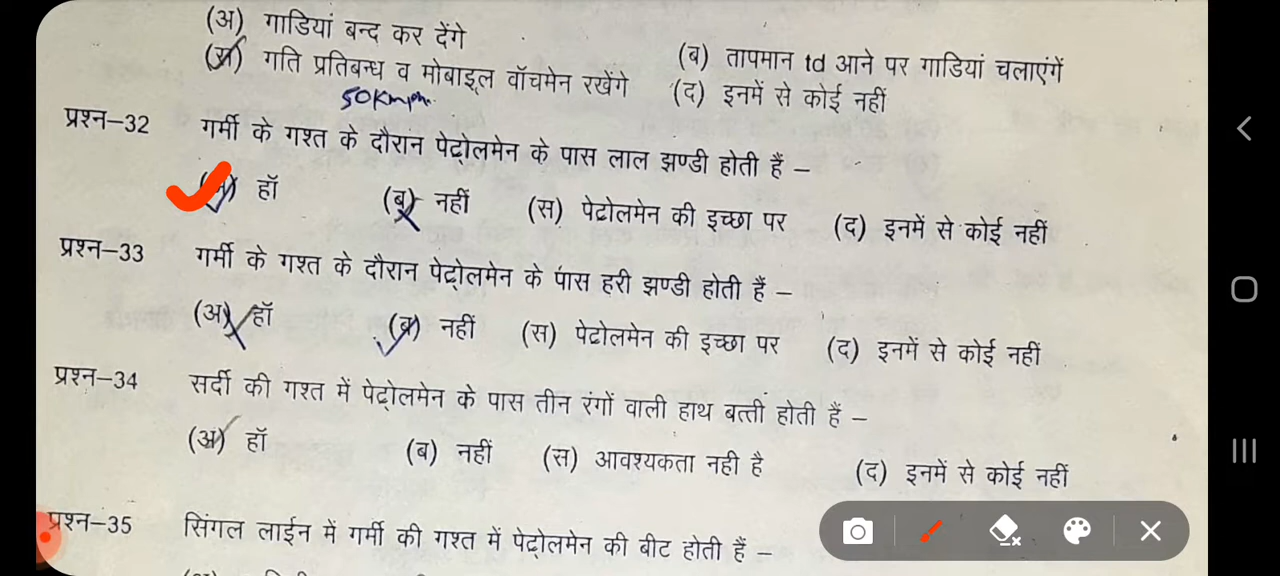 (अ) गाडियां बन्द कर देंगे
(ब) तापमान td आने पर गाडियां चलाएंगें
(स) गति प्रतिबन्ध व मोबाइल वॉचमेन रखेंगे
(द) इनमें से कोई नहीं
50Kmph.
प्रश्न-32 गर्मी के गश्त के दौरान पेट्रोलमेन के पास लाल झण्डी होती हैं –
(अ) हॉ (ब) नहीं (स) पेटोलमेन की इच्छा पर (द) इनमें से कोई नहीं
प्रश्न-33 गर्मी के गश्त के दौरान पेट्रोलमेन के पास हरी झण्डी होती हैं –
(अ) हॉ (ब) नहीं (स) पेटोलमेन की इच्छा पर (द) इनमें से कोई नहीं
प्रश्न-34 सर्दी की गश्त में पेट्रोलमेन के पास तीन रंगों वाली हाथ बत्ती होती हैं –
(अ) हॉ (ब) नहीं (स) आवश्यकता नही है (द) इनमें से कोई नहीं
प्रश्न-35 सिंगल लाईन में गर्मी की गश्त में पेट्रोलमेन की बीट होती हैं –